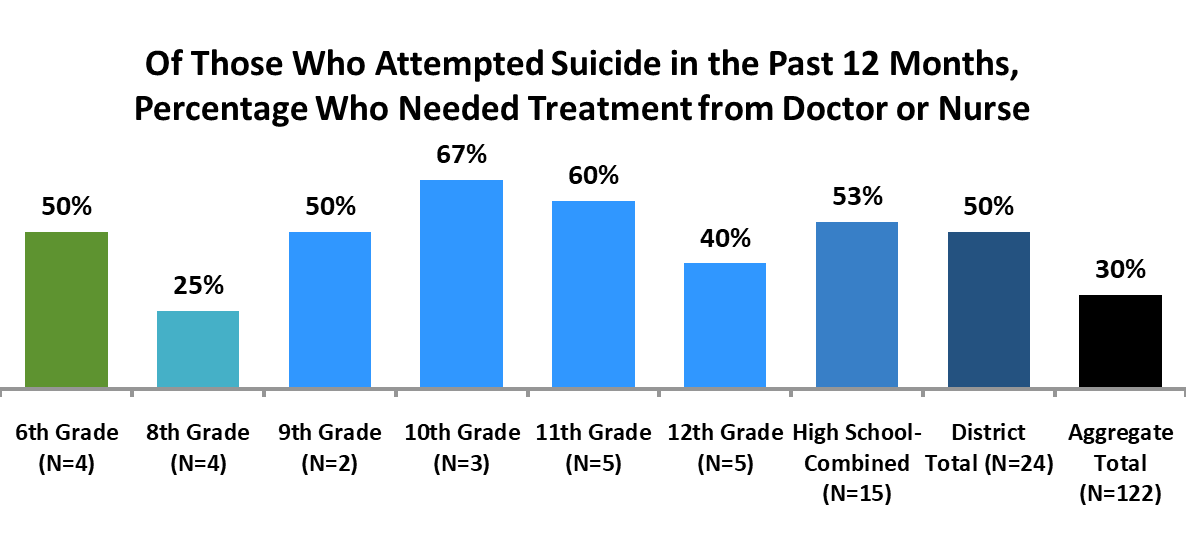 Of Those Who Attempted Suicide in the Past 12 Months,
Percentage Who Needed Treatment from Doctor or Nurse
50%
25%
50%
67%
60%
40%
53%
50%
30%
6th Grade
(N=4)
8th Grade
(N=4)
9th Grade
(N=2)
10th Grade
(N=3)
11th Grade
(N=5)
12th Grade
(N=5)
High School-
Combined
(N=15)
District
Total (N=24)
Aggregate
Total
(N=122)